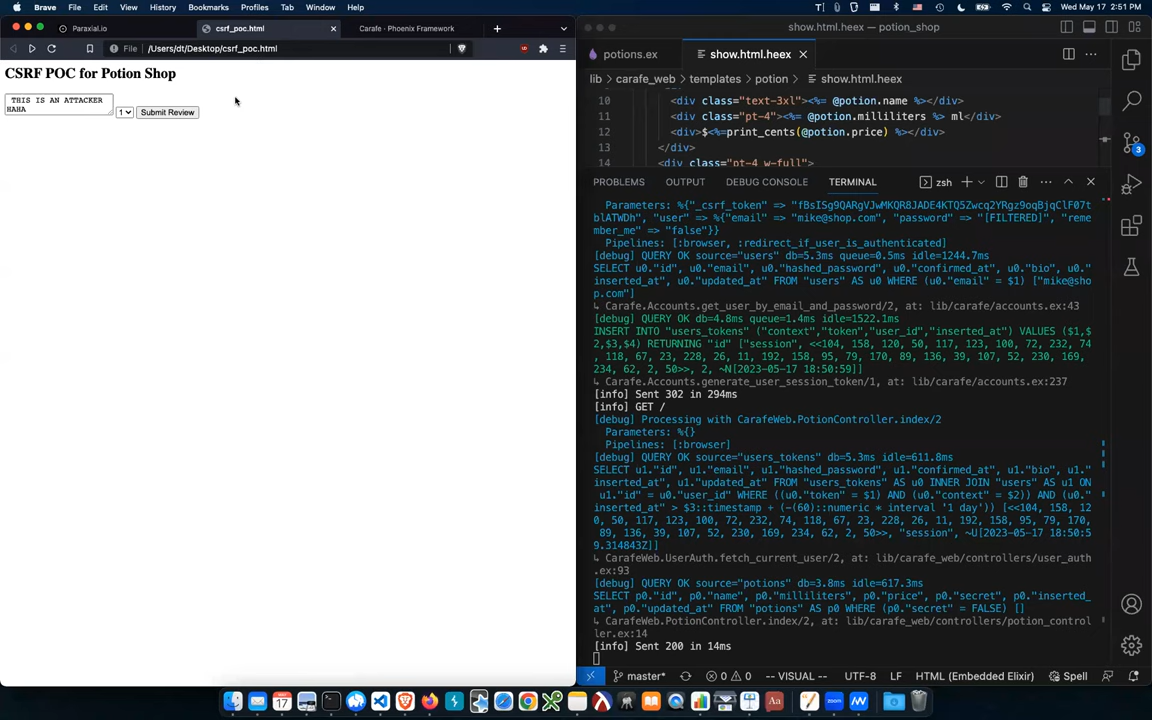 Brave File Edit View History Bookmarks Profiles Tab Window Help
Wed May 17 2:51 PM
Paraxial.io
csrf_poc.html
Carafe · Phoenix Framework
File
/Users/dt/Desktop/csrf_poc.html
CSRF POC for Potion Shop
THIS IS AN ATTACKER
HAHA
1
Submit Review
show.html.heex — potion_shop
potions.ex
show.html.heex
lib > carafe_web > templates > potion > show.html.heex
10 <div class="text-3xl"><%= @potion.name %></div>
11 <div class="pt-4"><%= @potion.milliliters %> ml</div>
12 <div>$<%=print_cents(@potion.price) %></div>
13 </div>
14 <div class="pt-4 w-full">
PROBLEMS OUTPUT DEBUG CONSOLE TERMINAL
zsh
Parameters: %{"_csrf_token" => "fBsISg9QARgVJwMKQR8JADE4KTQ5Zwcq2YRgz9oqBjqClF07t
blATWDh", "user" => %{"email" => "mike@shop.com", "password" => "[FILTERED]", "reme
mber_me" => "false"}}
Pipelines: [:browser, :redirect_if_user_is_authenticated]
[debug] QUERY OK source="users" db=5.3ms queue=0.5ms idle=1244.7ms
SELECT u0."id", u0."email", u0."hashed_password", u0."confirmed_at", u0."bio", u0."
inserted_at", u0."updated_at" FROM "users" AS u0 WHERE (u0."email" = $1) ["mike@sho
p.com"]
↳ Carafe.Accounts.get_user_by_email_and_password/2, at: lib/carafe/accounts.ex:43
[debug] QUERY OK db=4.8ms queue=1.4ms idle=1522.1ms
INSERT INTO "users_tokens" ("context","token","user_id","inserted_at") VALUES ($1,$
2,$3,$4) RETURNING "id" ["session", <<104, 158, 120, 50, 117, 123, 100, 72, 232, 74
, 118, 67, 23, 228, 26, 11, 192, 158, 95, 79, 170, 89, 136, 39, 107, 52, 230, 169,
234, 62, 2, 50>>, 2, ~N[2023-05-17 18:50:59]]
↳ Carafe.Accounts.generate_user_session_token/1, at: lib/carafe/accounts.ex:237
[info] Sent 302 in 294ms
[info] GET /
[debug] Processing with CarafeWeb.PotionController.index/2
Parameters: %{}
Pipelines: [:browser]
[debug] QUERY OK source="users_tokens" db=5.3ms idle=611.8ms
SELECT u1."id", u1."email", u1."hashed_password", u1."confirmed_at", u1."bio", u1."
inserted_at", u1."updated_at" FROM "users_tokens" AS u0 INNER JOIN "users" AS u1 ON
u1."id" = u0."user_id" WHERE ((u0."token" = $1) AND (u0."context" = $2)) AND (u0."
inserted_at" > $3::timestamp + (-(60)::numeric * interval '1 day')) [<<104, 158, 12
0, 50, 117, 123, 100, 72, 232, 74, 118, 67, 23, 228, 26, 11, 192, 158, 95, 79, 170,
89, 136, 39, 107, 52, 230, 169, 234, 62, 2, 50>>, "session", ~U[2023-05-17 18:50:5
9.314843Z]]
↳ CarafeWeb.UserAuth.fetch_current_user/2, at: lib/carafe_web/controllers/user_auth
.ex:93
[debug] QUERY OK source="potions" db=3.8ms idle=617.3ms
SELECT p0."id", p0."name", p0."milliliters", p0."price", p0."secret", p0."inserted_
at", p0."updated_at" FROM "potions" AS p0 WHERE (p0."secret" = FALSE) []
↳ CarafeWeb.PotionController.index/2, at: lib/carafe_web/controllers/potion_control
ler.ex:14
[info] Sent 200 in 14ms
3
master* 0 0 -- VISUAL -- UTF-8 LF HTML (Embedded Elixir) Spell
17